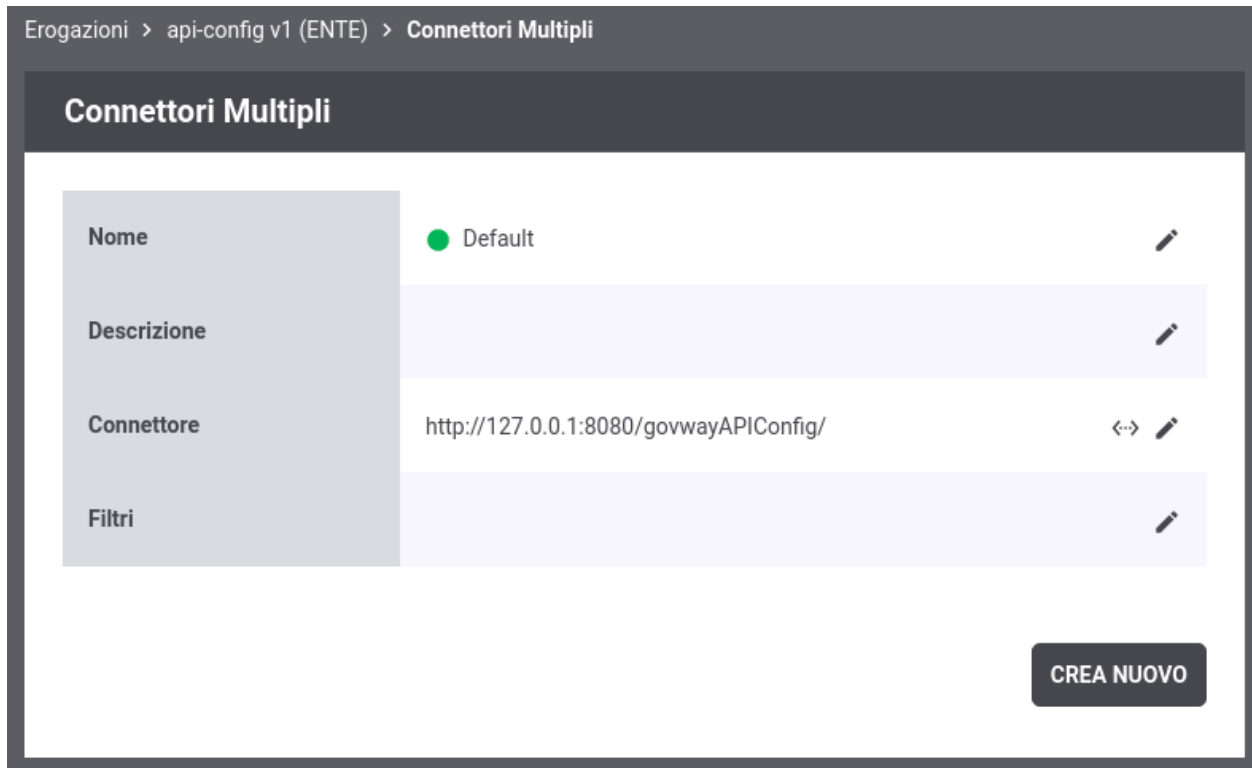 Erogazioni > api-config v1 (ENTE) > Connettori Multipli
Connettori Multipli
Nome Default
Descrizione
Connettore http://127.0.0.1:8080/govwayAPIConfig/
Filtri
CREA NUOVO